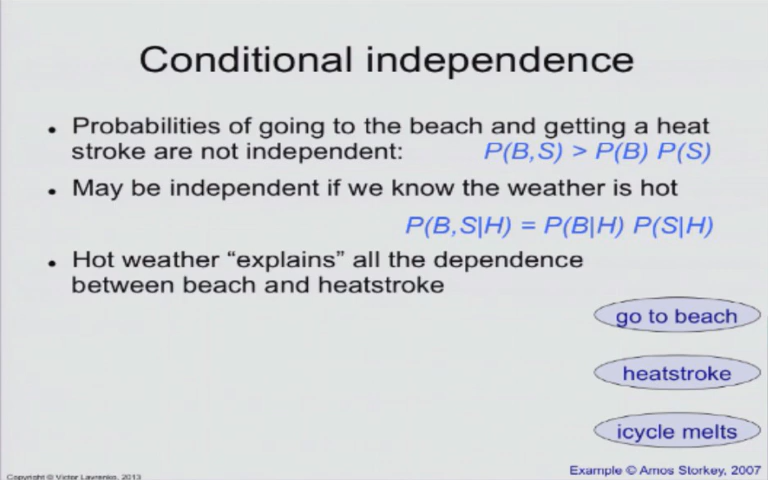 Conditional independence
• Probabilities of going to the beach and getting a heat
stroke are not independent: P(B,S) > P(B) P(S)
• May be independent if we know the weather is hot
P(B,S|H) = P(B|H) P(S|H)
• Hot weather “explains” all the dependence
between beach and heatstroke
go to beach
heatstroke
icycle melts
Example © Amos Storkey, 2007
Copyright © Victor Lavrenko, 2013